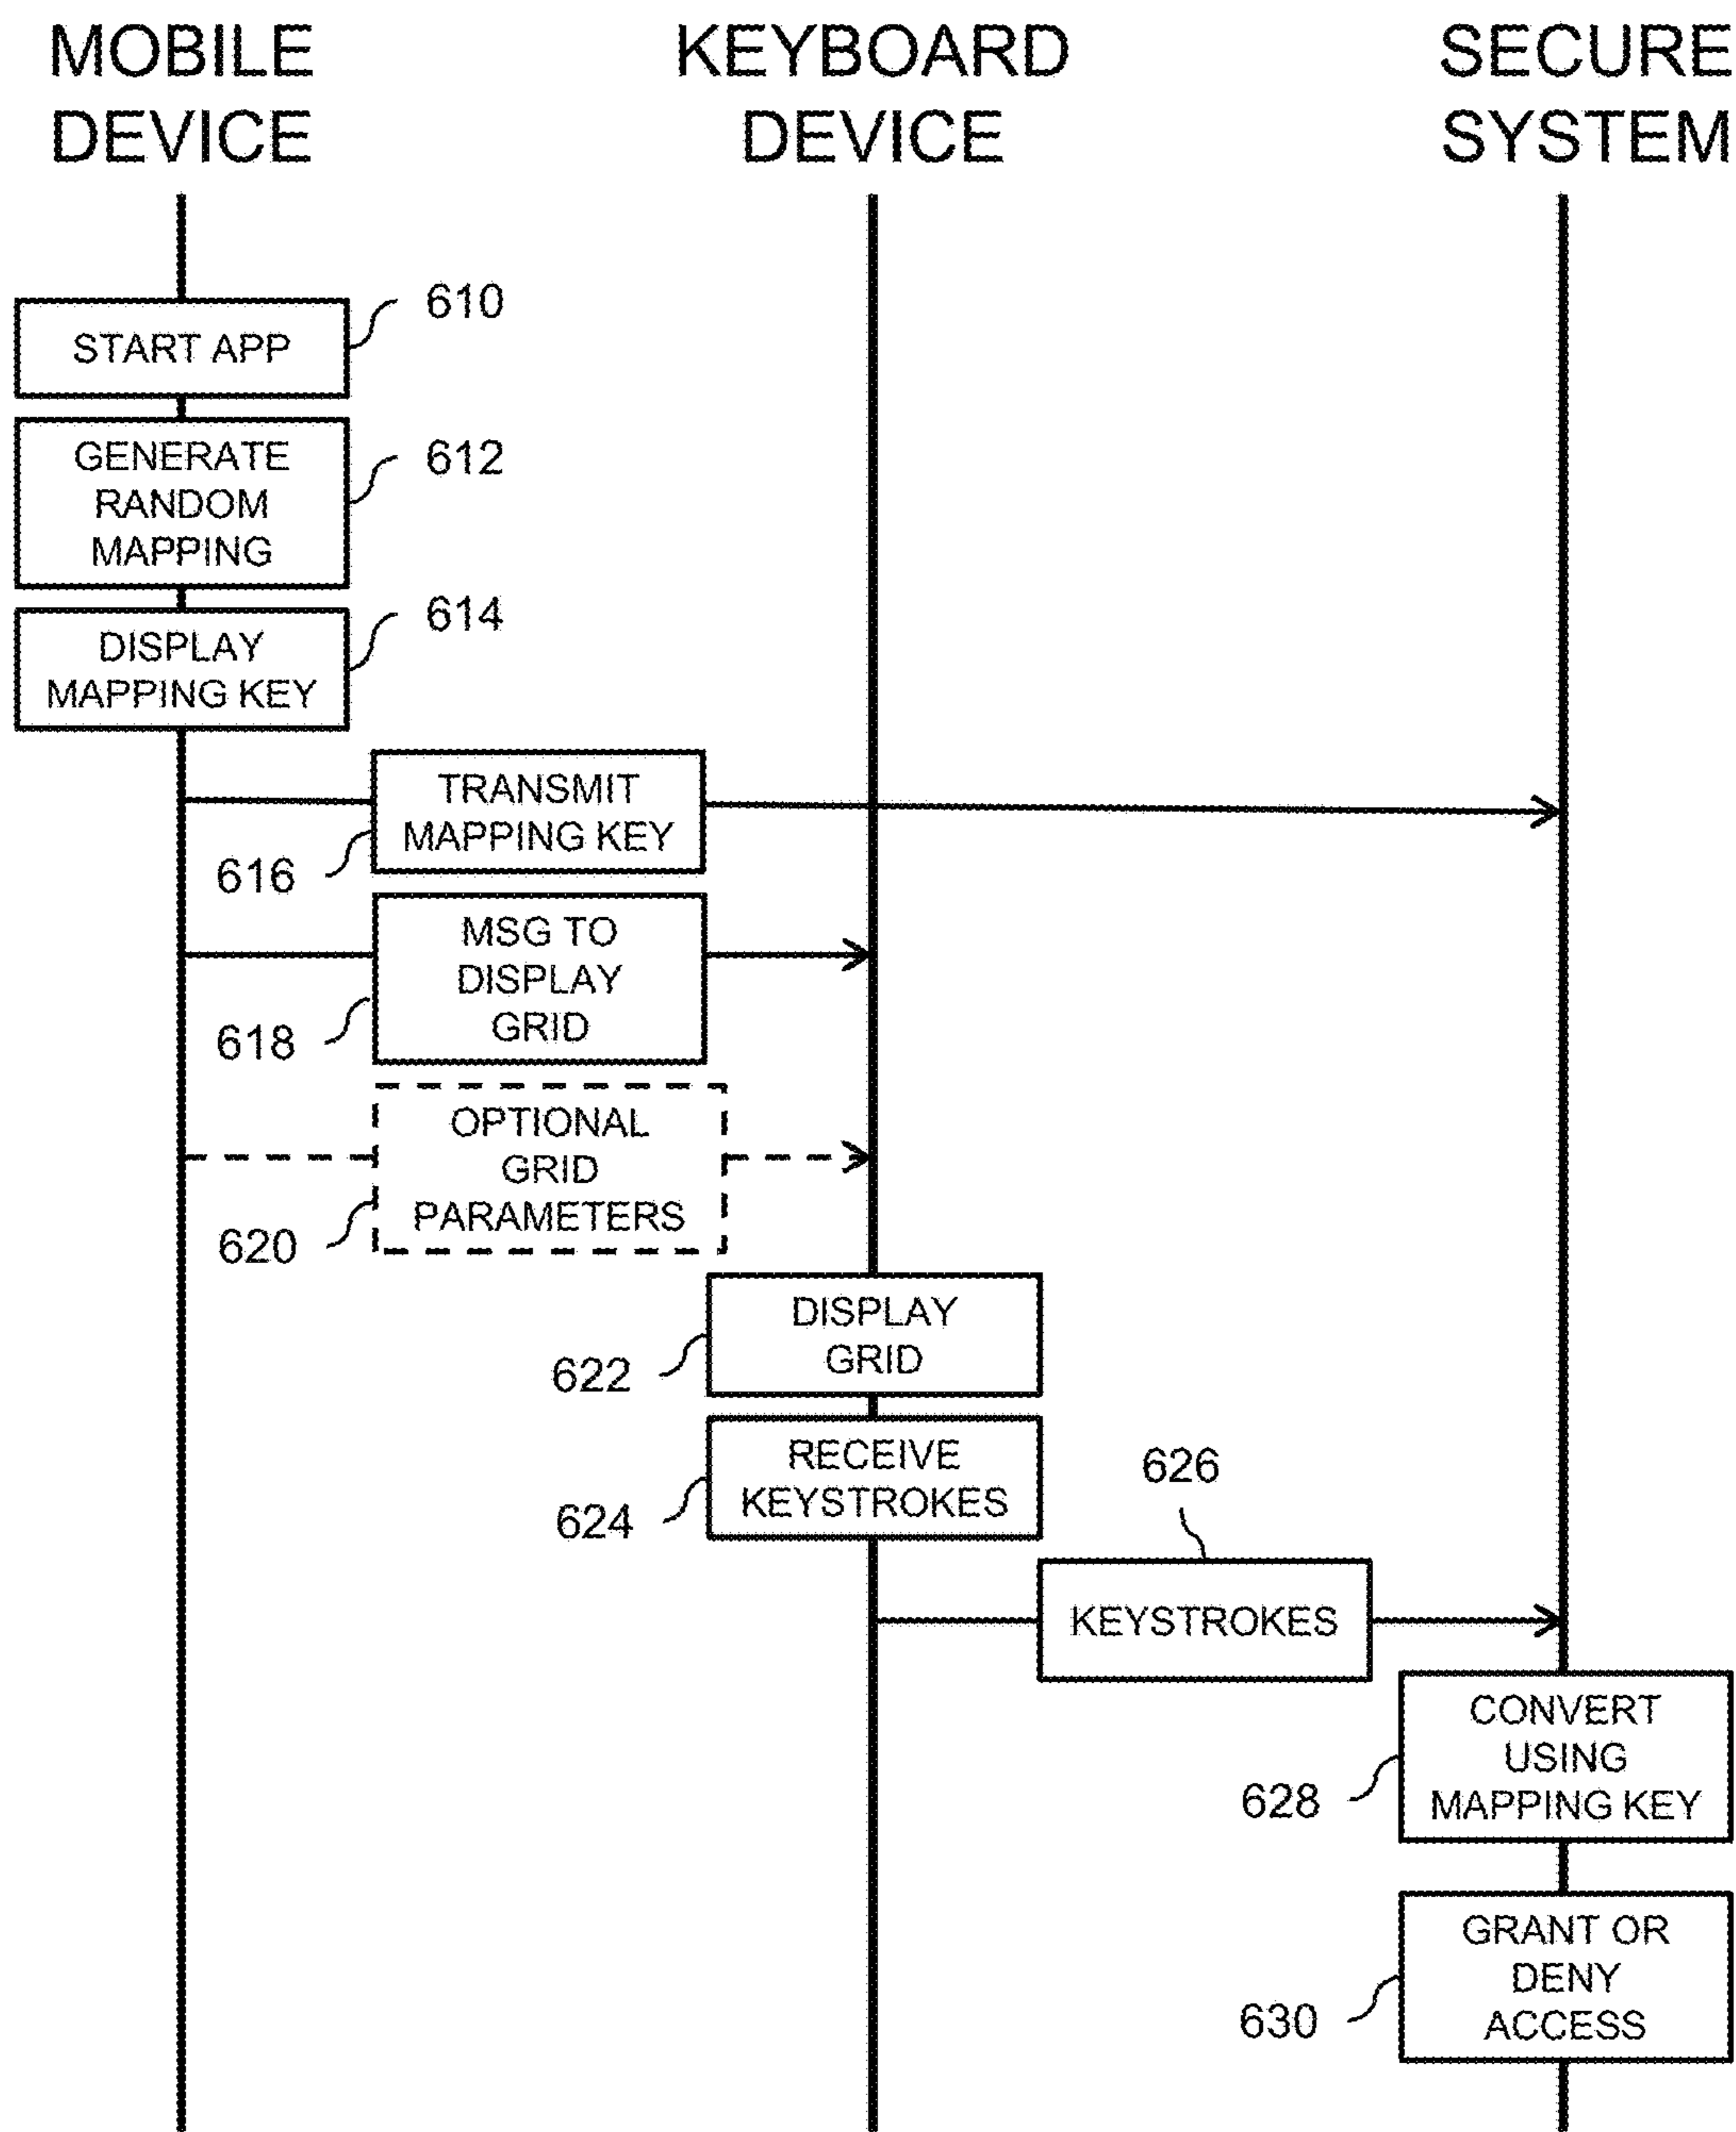 MOBILE
DEVICE
KEYBOARD
DEVICE
SECURE
SYSTEM
START APP
610
GENERATE
RANDOM
MAPPING
612
DISPLAY
MAPPING KEY
614
TRANSMIT
MAPPING KEY
616
MSG TO
DISPLAY
GRID
618
OPTIONAL
GRID
PARAMETERS
620
DISPLAY
GRID
622
RECEIVE
KEYSTROKES
624
626
KEYSTROKES
CONVERT
USING
MAPPING KEY
628
GRANT OR
DENY
ACCESS
630